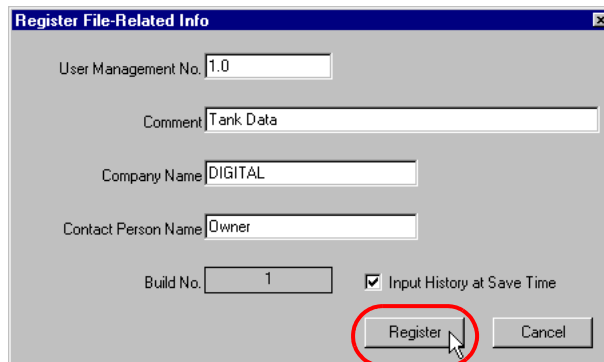 Register File-Related Info
User Management No. 1.0
Comment Tank Data
Company Name DIGITAL
Contact Person Name Owner
Build No. 1 Input History at Save Time
Register Cancel